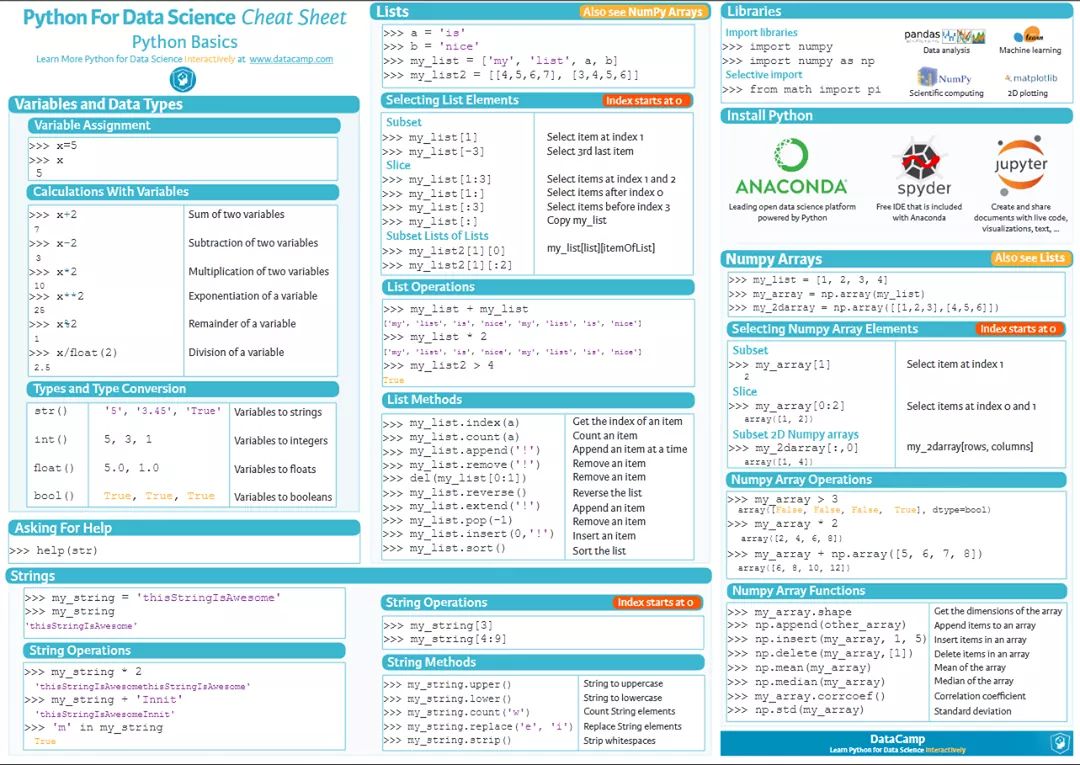 Python For Data Science Cheat Sheet
Python Basics
Learn More Python for Data Science Interactively at www.datacamp.com
Variables and Data Types
Variable Assignment
>>> x=5
>>> x
5
Calculations With Variables
>>> x+2 Sum of two variables
7
>>> x-2 Subtraction of two variables
3
>>> x*2 Multiplication of two variables
10
>>> x**2 Exponentiation of a variable
25
>>> x%2 Remainder of a variable
1
>>> x/float(2) Division of a variable
2.5
Types and Type Conversion
str() '5', '3.45', 'True' Variables to strings
int() 5, 3, 1 Variables to integers
float() 5.0, 1.0 Variables to floats
bool() True, True, True Variables to booleans
Asking For Help
>>> help(str)
Strings
>>> my_string = 'thisStringIsAwesome'
>>> my_string
'thisStringIsAwesome'
String Operations
>>> my_string * 2
'thisStringIsAwesomethisStringIsAwesome'
>>> my_string + 'Innit'
'thisStringIsAwesomeInnit'
>>> 'm' in my_string
True
Lists Also see NumPy Arrays
>>> a = 'is'
>>> b = 'nice'
>>> my_list = ['my', 'list', a, b]
>>> my_list2 = [[4,5,6,7], [3,4,5,6]]
Selecting List Elements Index starts at 0
Subset
>>> my_list[1] Select item at index 1
>>> my_list[-3] Select 3rd last item
Slice
>>> my_list[1:3] Select items at index 1 and 2
>>> my_list[1:] Select items after index 0
>>> my_list[:3] Select items before index 3
>>> my_list[:] Copy my_list
Subset Lists of Lists
>>> my_list2[1][0] my_list[list][itemOfList]
>>> my_list2[1][:2]
List Operations
>>> my_list + my_list
['my', 'list', 'is', 'nice', 'my', 'list', 'is', 'nice']
>>> my_list * 2
['my', 'list', 'is', 'nice', 'my', 'list', 'is', 'nice']
>>> my_list2 > 4
True
List Methods
>>> my_list.index(a) Get the index of an item
>>> my_list.count(a) Count an item
>>> my_list.append('!') Append an item at a time
>>> my_list.remove('!') Remove an item
>>> del(my_list[0:1]) Remove an item
>>> my_list.reverse() Reverse the list
>>> my_list.extend('!') Append an item
>>> my_list.pop(-1) Remove an item
>>> my_list.insert(0,'!') Insert an item
>>> my_list.sort() Sort the list
String Operations Index starts at 0
>>> my_string[3]
>>> my_string[4:9]
String Methods
>>> my_string.upper() String to uppercase
>>> my_string.lower() String to lowercase
>>> my_string.count('w') Count String elements
>>> my_string.replace('e', 'i') Replace String elements
>>> my_string.strip() Strip whitespaces
Libraries
Import libraries
>>> import numpy
>>> import numpy as np
Selective import
>>> from math import pi
pandas
Data analysis
learn
Machine learning
NumPy
Scientific computing
matplotlib
2D plotting
Install Python
ANACONDA
Leading open data science platform
powered by Python
spyder
Free IDE that is included
with Anaconda
jupyter
Create and share
documents with live code,
visualizations, text, ...
Numpy Arrays Also see Lists
>>> my_list = [1, 2, 3, 4]
>>> my_array = np.array(my_list)
>>> my_2darray = np.array([[1,2,3],[4,5,6]])
Selecting Numpy Array Elements Index starts at 0
Subset
>>> my_array[1] Select item at index 1
2
Slice
>>> my_array[0:2] Select items at index 0 and 1
array([1, 2])
Subset 2D Numpy arrays
>>> my_2darray[:,0] my_2darray[rows, columns]
array([1, 4])
Numpy Array Operations
>>> my_array > 3
array([False, False, False, True], dtype=bool)
>>> my_array * 2
array([2, 4, 6, 8])
>>> my_array + np.array([5, 6, 7, 8])
array([6, 8, 10, 12])
Numpy Array Functions
>>> my_array.shape Get the dimensions of the array
>>> np.append(other_array) Append items to an array
>>> np.insert(my_array, 1, 5) Insert items in an array
>>> np.delete(my_array,[1]) Delete items in an array
>>> np.mean(my_array) Mean of the array
>>> np.median(my_array) Median of the array
>>> my_array.corrcoef() Correlation coefficient
>>> np.std(my_array) Standard deviation
DataCamp
Learn Python for Data Science Interactively